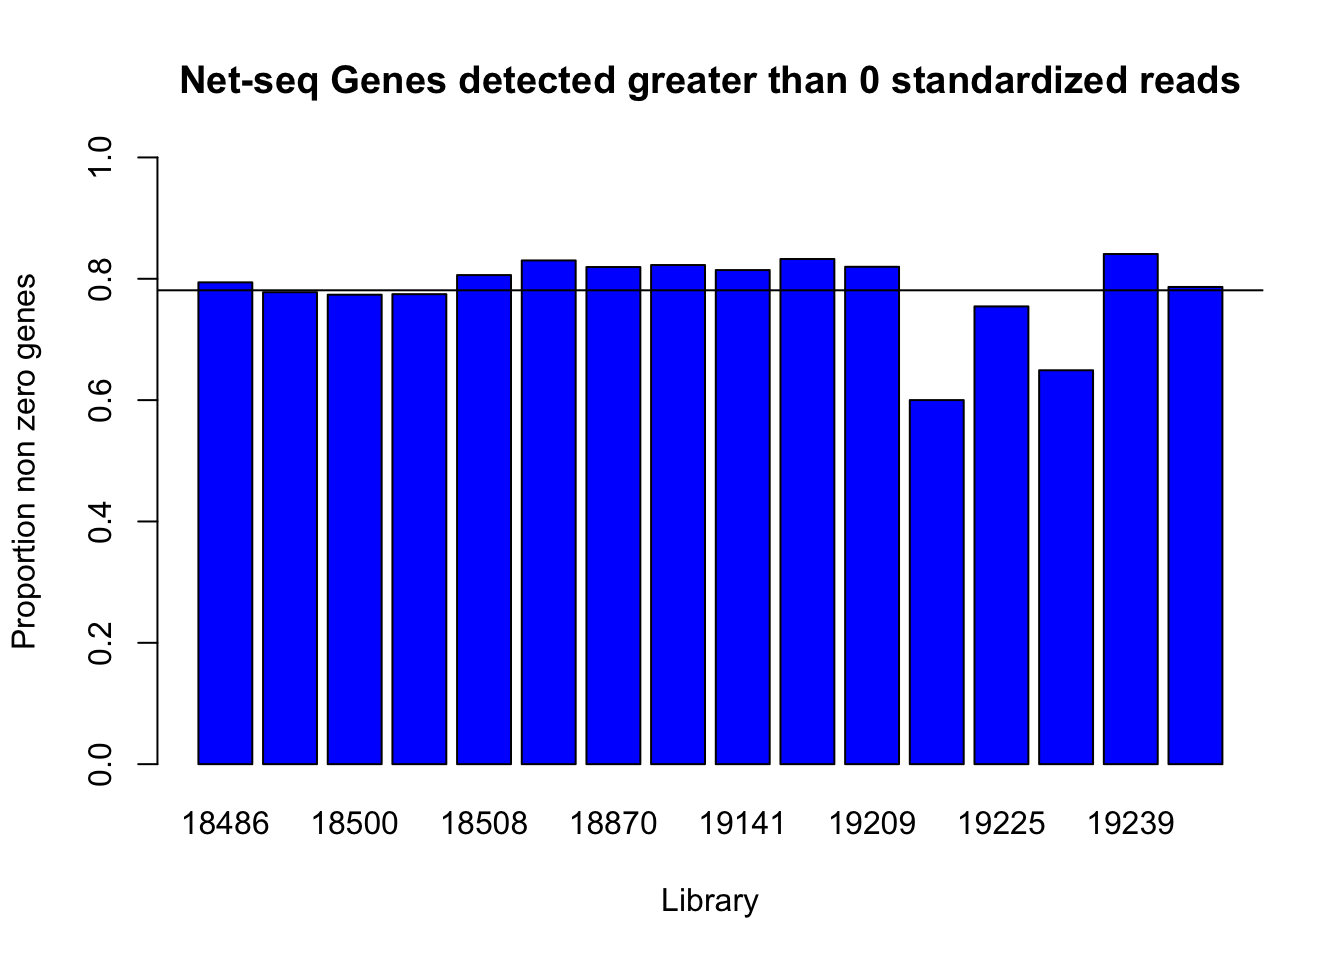 Net-seq Genes detected greater than 0 standardized reads
Proportion non zero genes
1.0
0.8
0.6
0.4
0.2
0.0
18486 18500 18508 18870 19141 19209 19225 19239
Library